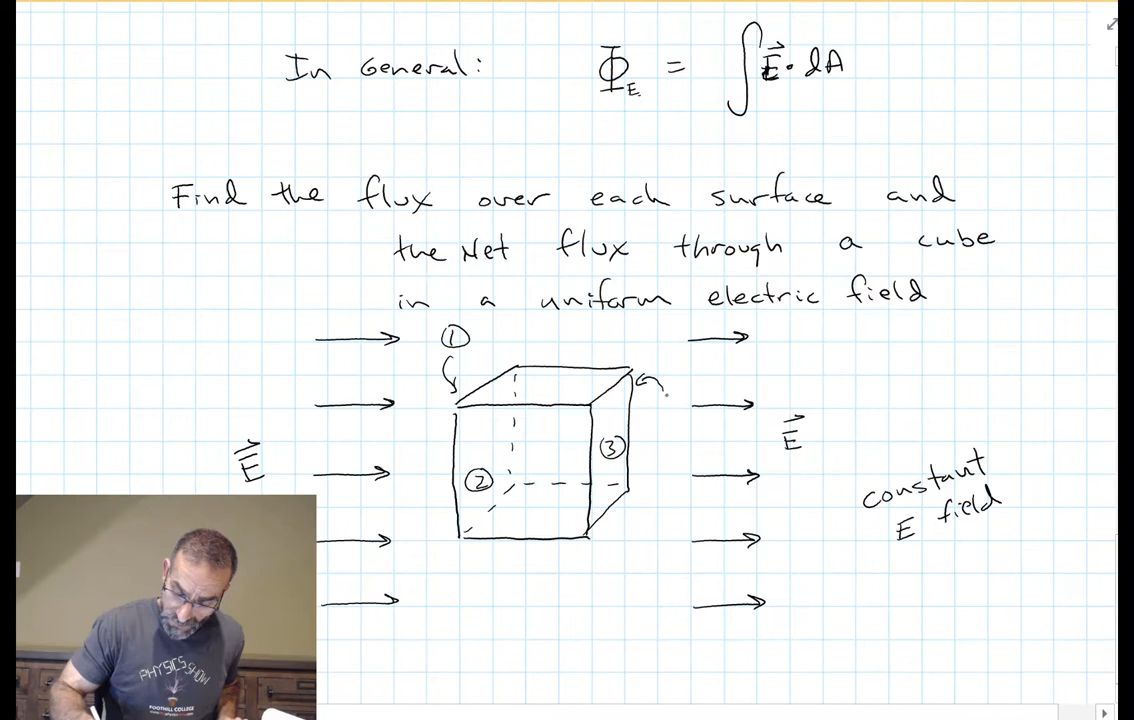 In General: Φ_E = ∫ E⃗ · dA
Find the flux over each surface and
the Net flux through a cube
in a uniform electric field
①
E⃗
②
③
E⃗
constant
E field
PHYSICS SHOW
FOOTHILL COLLEGE